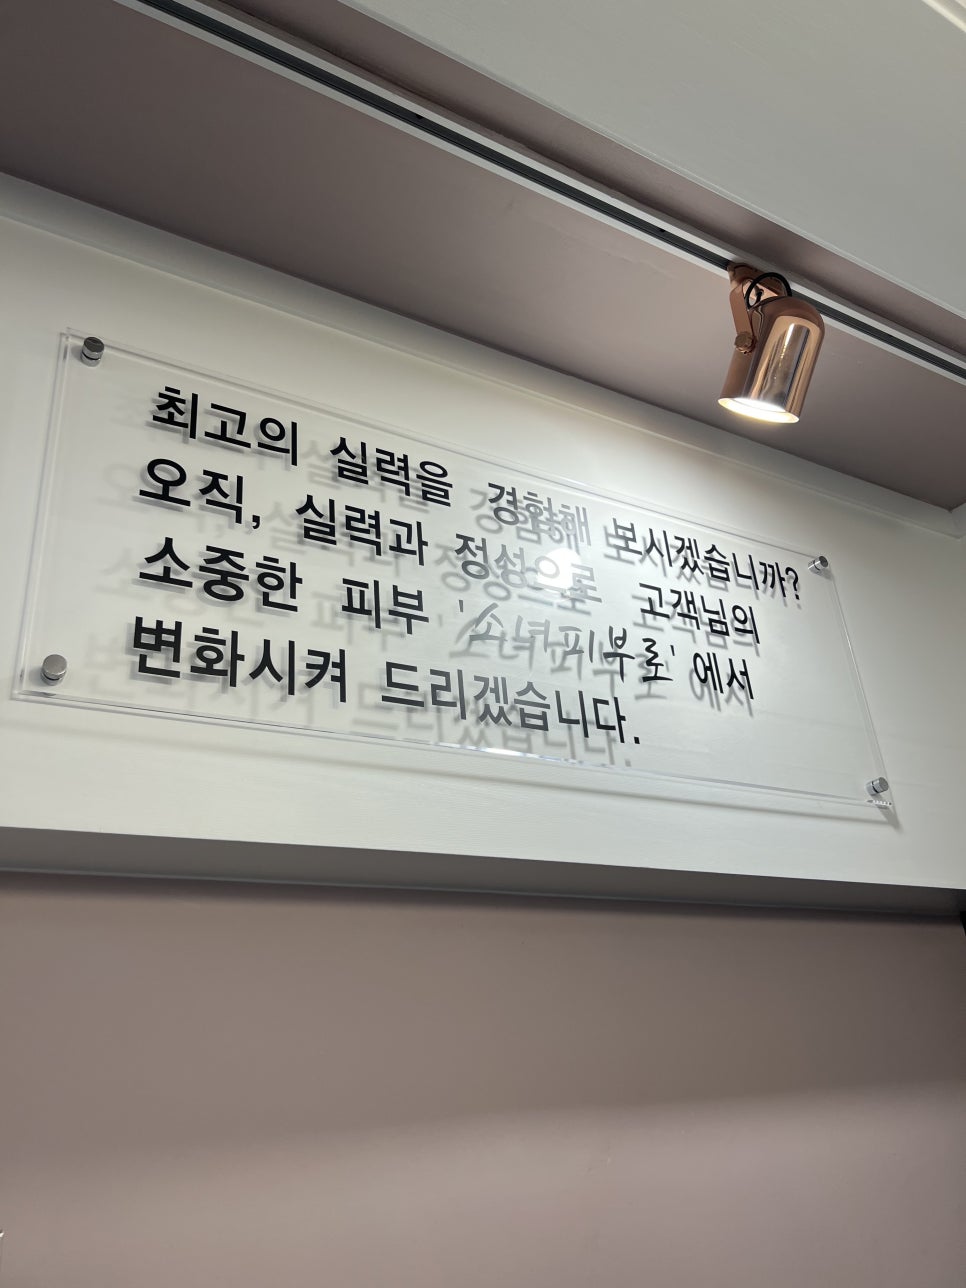 최고의 실력을 경험해 보시겠습니까?
오직, 실력과 정성으로 고객님의
소중한 피부 '소녀피부로' 에서
변화시켜 드리겠습니다.